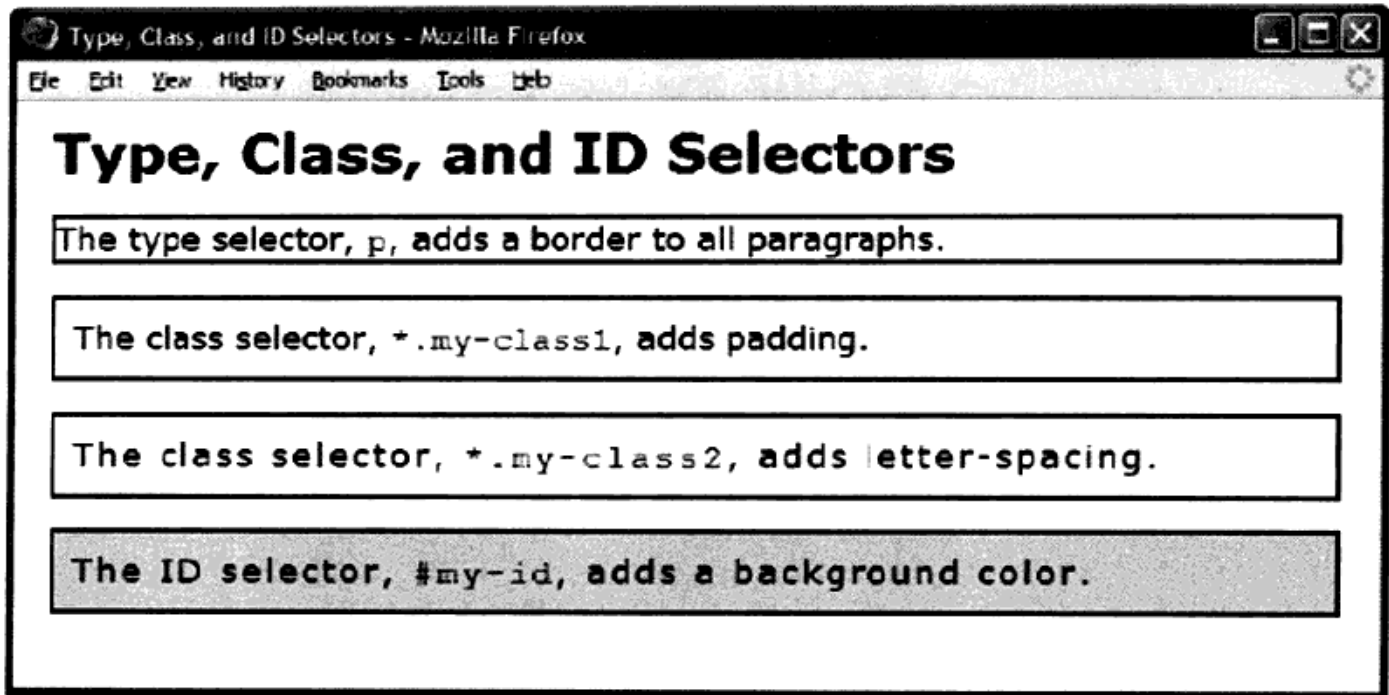 Type, Class, and ID Selectors - Mozilla Firefox
File Edit View History Bookmarks Tools Help
Type, Class, and ID Selectors
The type selector, p, adds a border to all paragraphs.
The class selector, *.my-class1, adds padding.
The class selector, *.my-class2, adds letter-spacing.
The ID selector, #my-id, adds a background color.